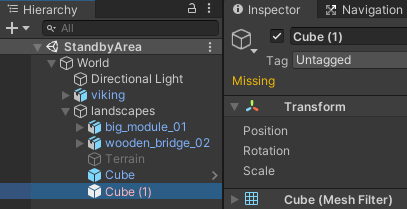 Hierarchy
Inspector
Navigation
All
StandbyArea
World
Directional Light
viking
landscapes
big_module_01
wooden_bridge_02
Terrain
Cube
Cube (1)
Cube (1)
Tag Untagged
Missing
Transform
Position
Rotation
Scale
Cube (Mesh Filter)